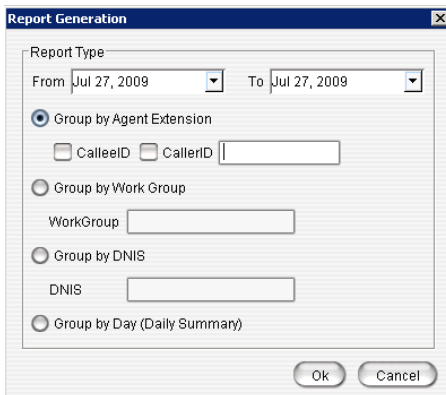 Report Generation
Report Type
From Jul 27, 2009 To Jul 27, 2009
Group by Agent Extension
CalleeID CallerID
Group by Work Group
WorkGroup
Group by DNIS
DNIS
Group by Day (Daily Summary)
Ok Cancel